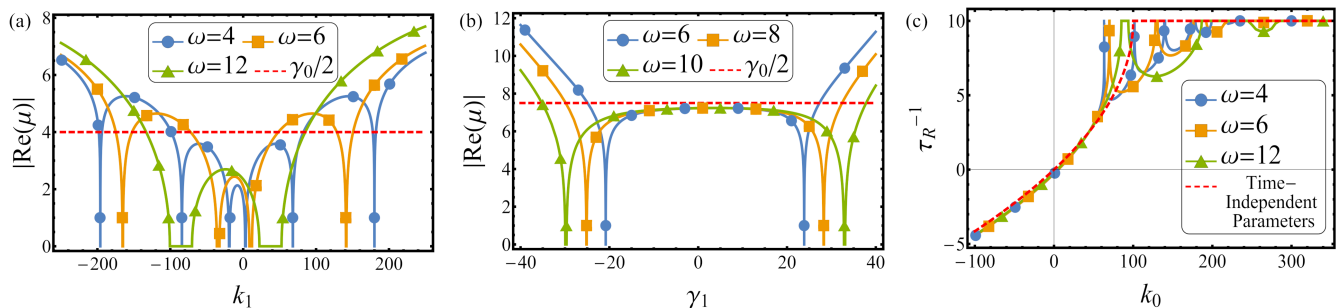 (a)
|Re(μ)|
8
6
4
2
0
ω=4 ω=6
ω=12 γ₀/2
−200 −100 0 100 200
k₁
(b)
|Re(μ)|
12
10
8
6
4
2
0
ω=6 ω=8
ω=10 γ₀/2
−40 −20 0 20 40
γ₁
(c)
τ_R⁻¹
10
5
0
−5
ω=4
ω=6
ω=12
Time−
Independent
Parameters
−100 0 100 200 300
k₀